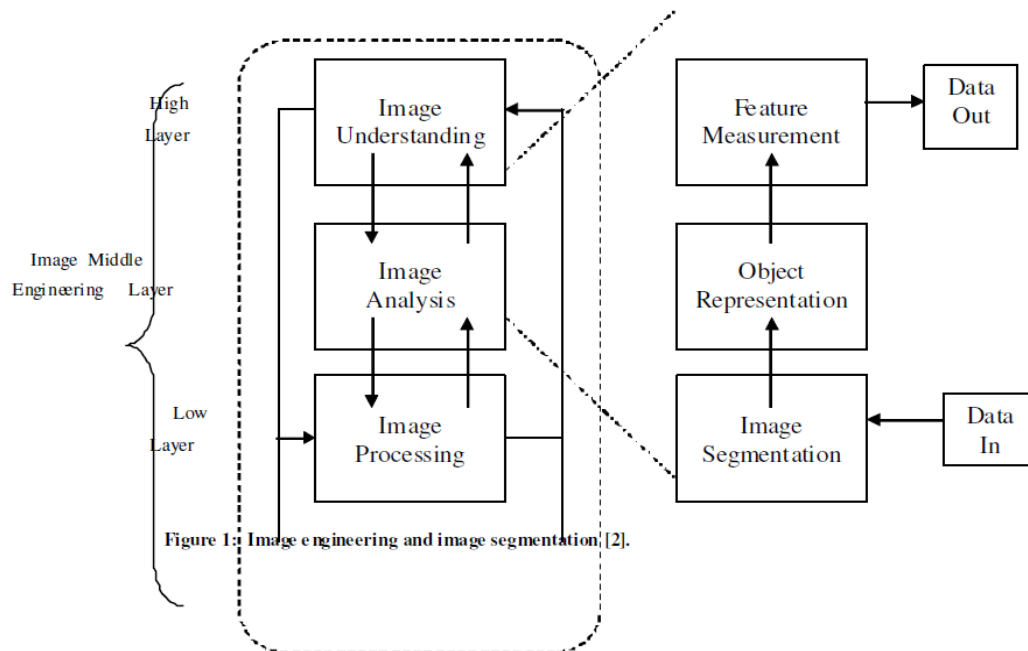 High
Layer
Image Middle
Engineering Layer
Low
Layer
Image
Understanding
Image
Analysis
Image
Processing
Feature
Measurement
Object
Representation
Image
Segmentation
Data
Out
Data
In
Figure 1: Image engineering and image segmentation [2].